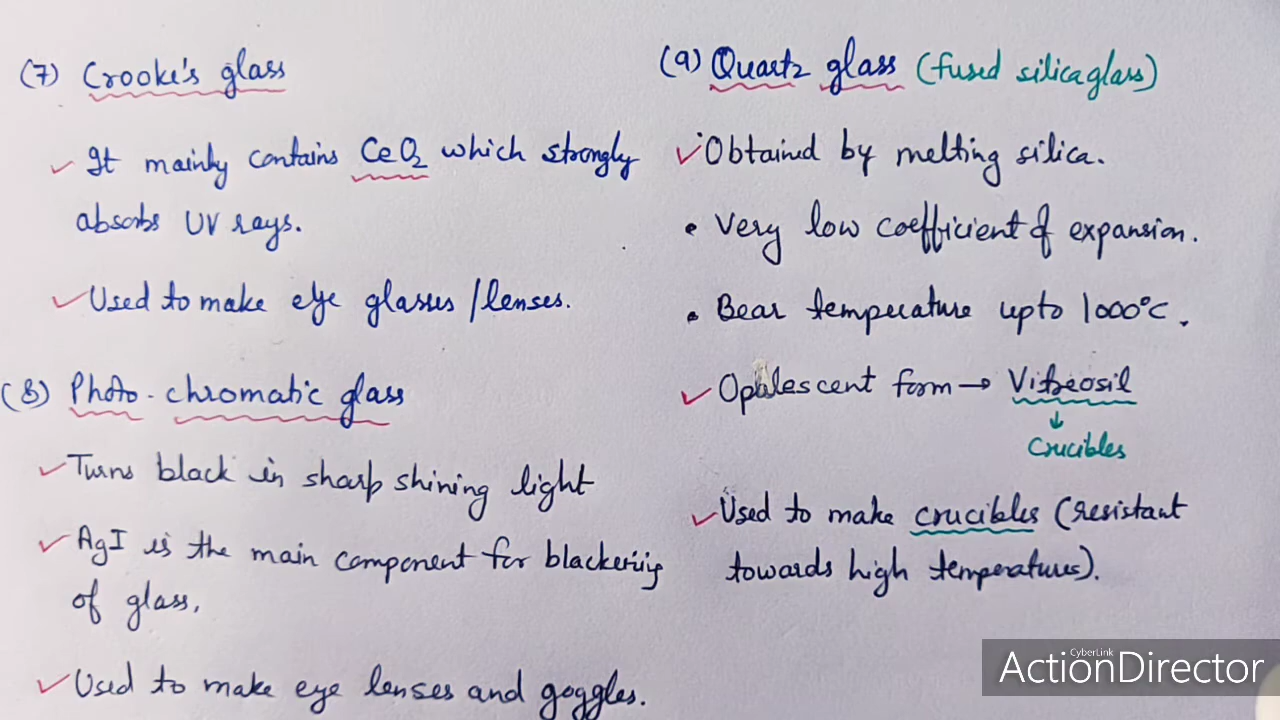 (7) Crooke's glass
It mainly contains CeO2 which strongly
absorbs UV rays.
Used to make eye glasses/lenses.
(8) Photo-chromatic glass
Turns black in sharp shining light
AgI is the main component for blackening
of glass.
Used to make eye lenses and goggles.
(9) Quartz glass (fused silica glass)
Obtained by melting silica.
• Very low coefficient of expansion.
• Bear temperature upto 1000°C.
Opalescent form → Vitreosil
↓
Crucibles
Used to make crucibles (resistant
towards high temperatures).
CyberLink
ActionDirector